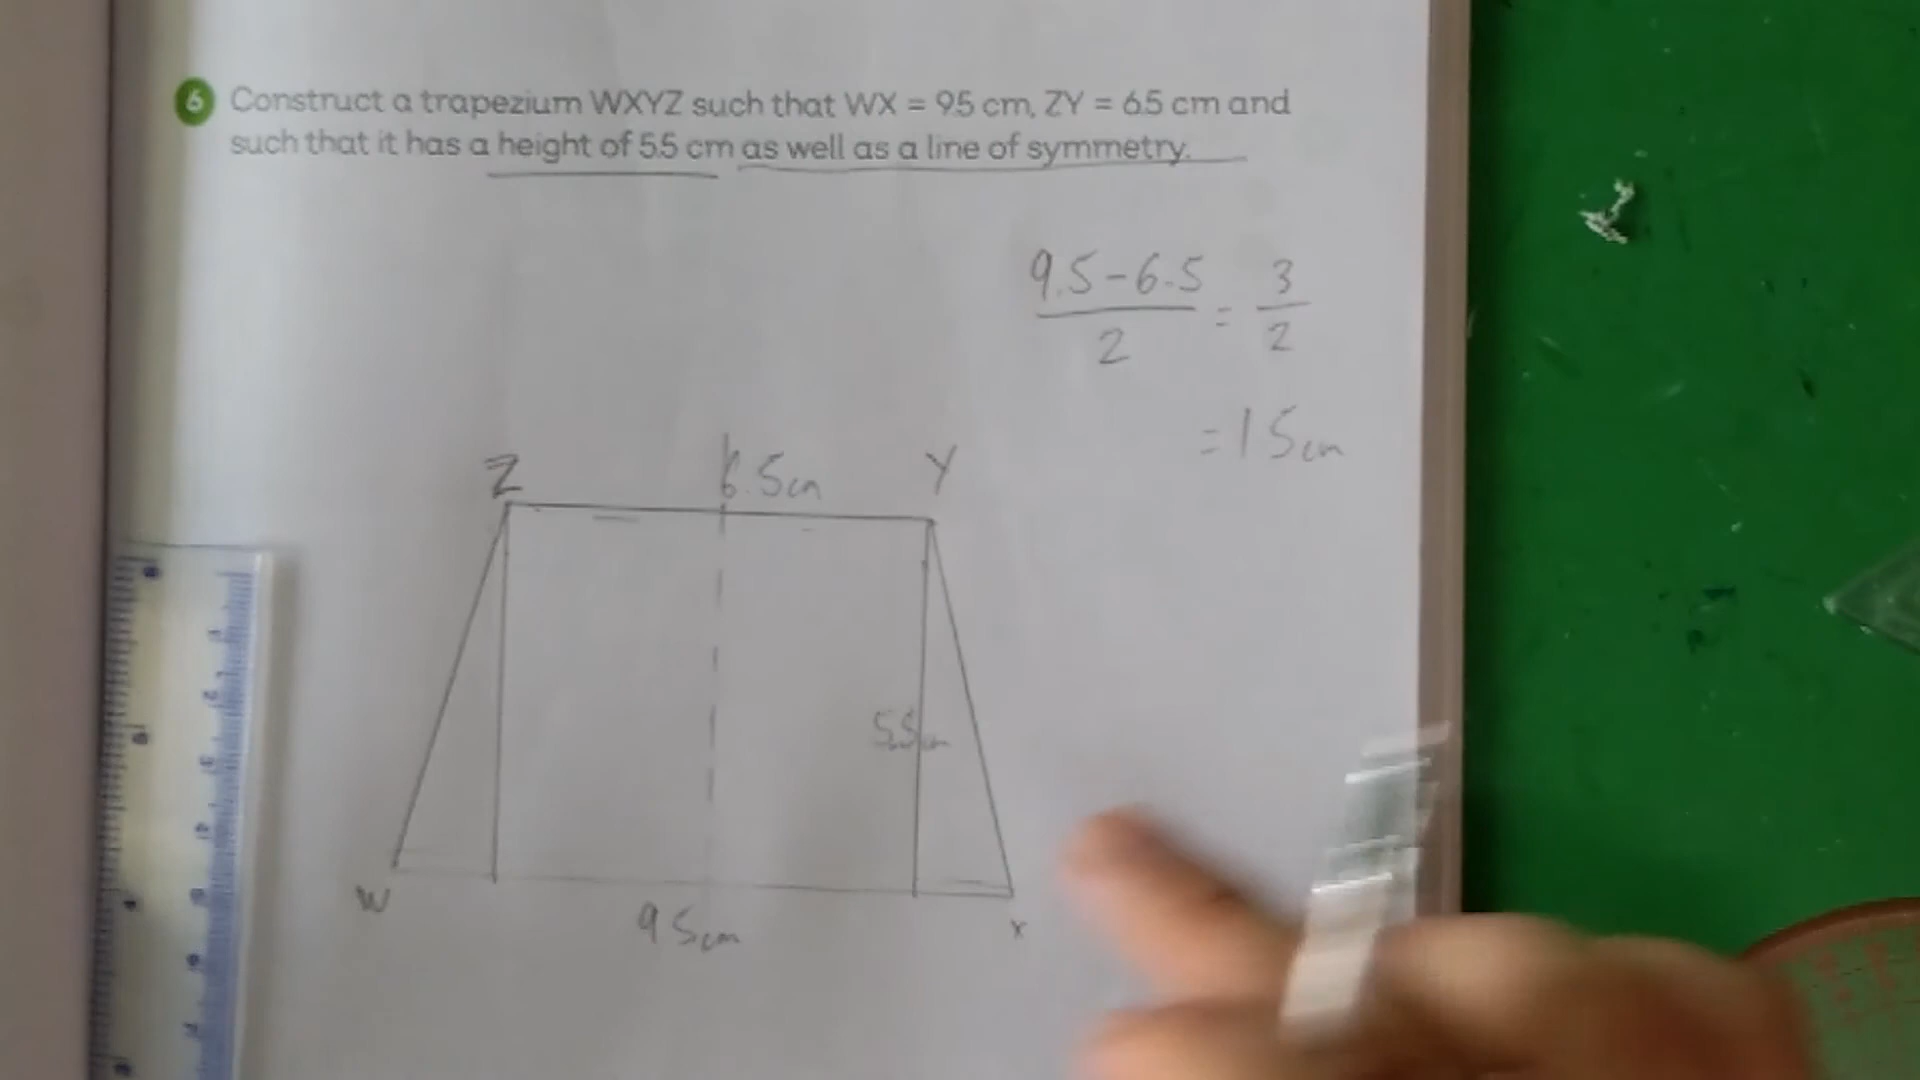 6 Construct a trapezium WXYZ such that WX = 9.5 cm, ZY = 6.5 cm and
such that it has a height of 5.5 cm as well as a line of symmetry.
9.5-6.5 = 3
2 2
=1.5cm
Z 6.5cm Y
5.5cm
W 9.5cm X